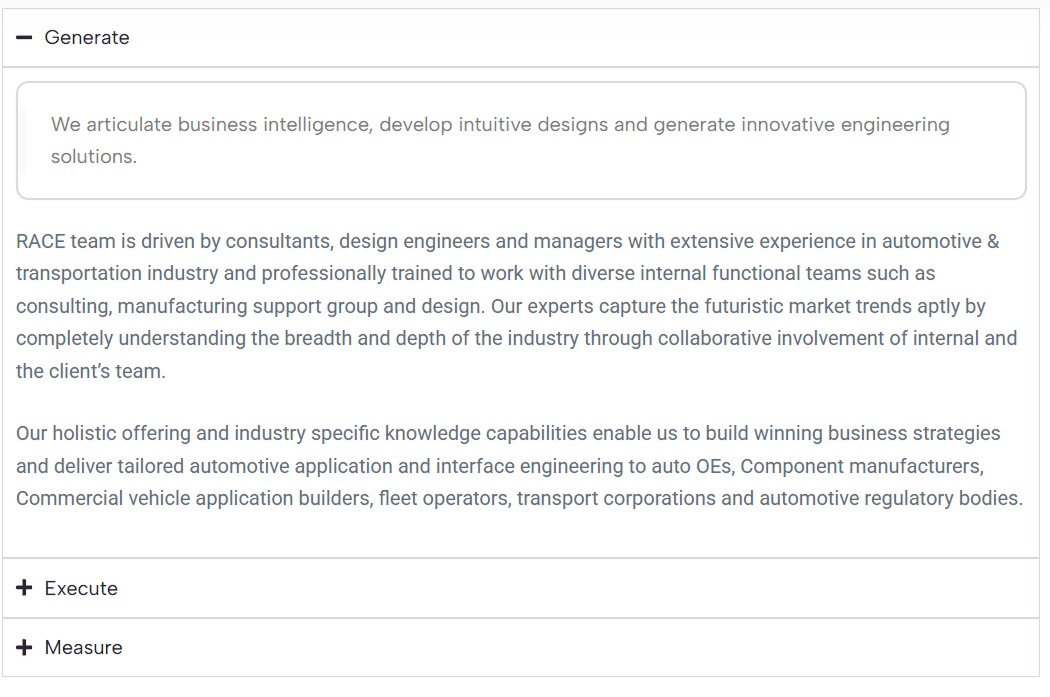 Generate
We articulate business intelligence, develop intuitive designs and generate innovative engineering
solutions.
RACE team is driven by consultants, design engineers and managers with extensive experience in automotive &
transportation industry and professionally trained to work with diverse internal functional teams such as
consulting, manufacturing support group and design. Our experts capture the futuristic market trends aptly by
completely understanding the breadth and depth of the industry through collaborative involvement of internal and
the client’s team.
Our holistic offering and industry specific knowledge capabilities enable us to build winning business strategies
and deliver tailored automotive application and interface engineering to auto OEs, Component manufacturers,
Commercial vehicle application builders, fleet operators, transport corporations and automotive regulatory bodies.
Execute
Measure